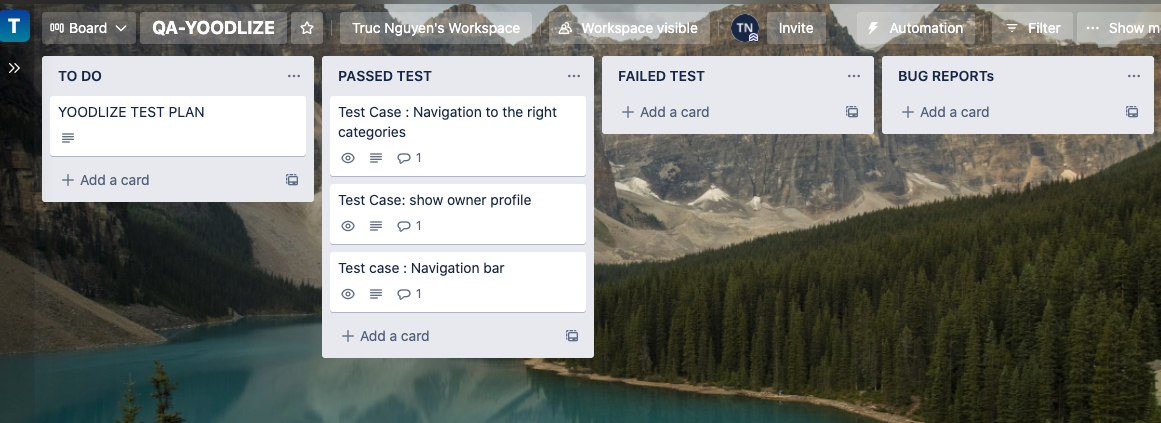 T
Board
QA-YOODLIZE
Truc Nguyen's Workspace
Workspace visible
TN
Invite
Automation
Filter
Show m
TO DO
YOODLIZE TEST PLAN
Add a card
PASSED TEST
Test Case : Navigation to the right
categories
1
Test Case: show owner profile
1
Test case : Navigation bar
1
Add a card
FAILED TEST
Add a card
BUG REPORTs
Add a card